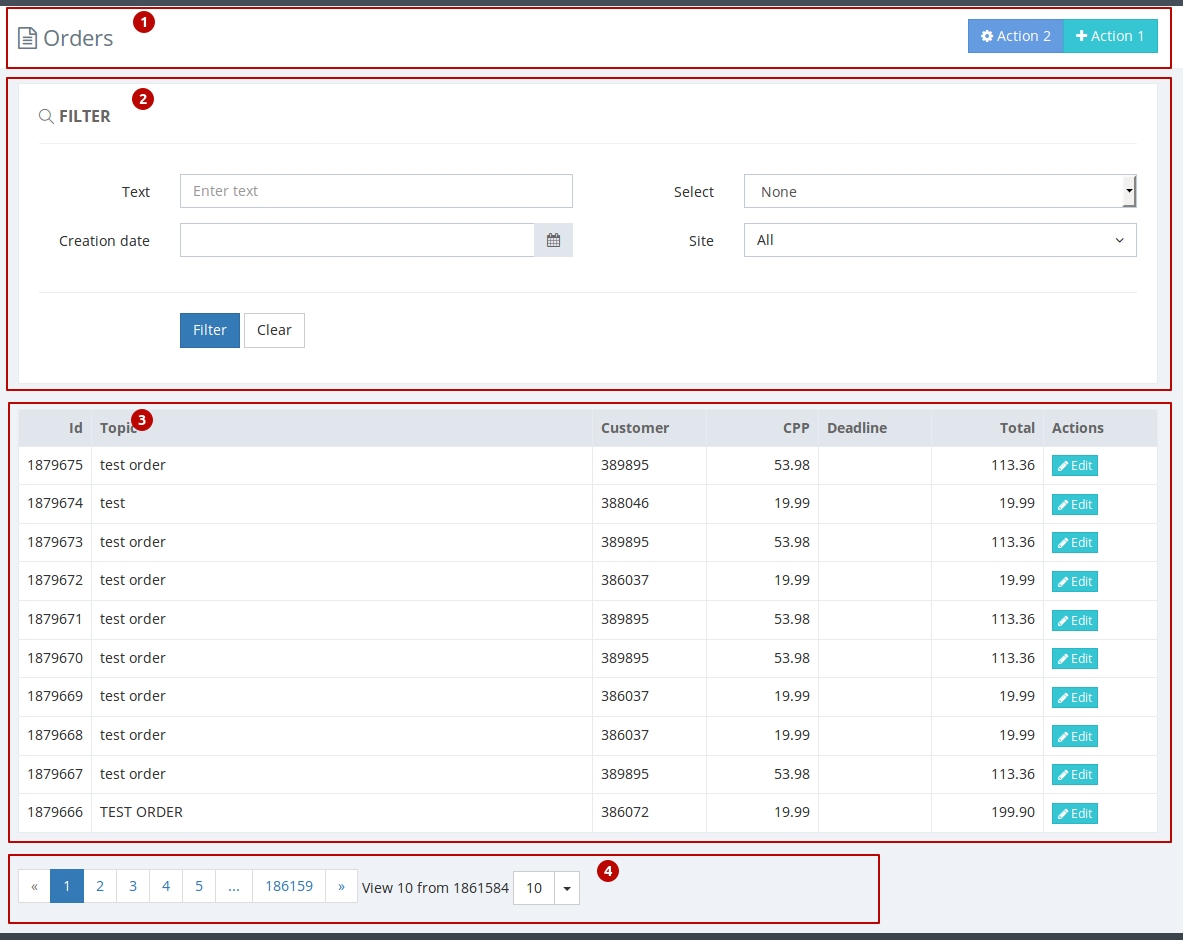 Orders 1 Action 2 Action 1
2
FILTER
Text Enter text Select None
Creation date Site All
Filter Clear
3
Id Topic Customer CPP Deadline Total Actions
1879675 test order 389895 53.98 113.36 Edit
1879674 test 388046 19.99 19.99 Edit
1879673 test order 389895 53.98 113.36 Edit
1879672 test order 386037 19.99 19.99 Edit
1879671 test order 389895 53.98 113.36 Edit
1879670 test order 389895 53.98 113.36 Edit
1879669 test order 386037 19.99 19.99 Edit
1879668 test order 386037 19.99 19.99 Edit
1879667 test order 389895 53.98 113.36 Edit
1879666 TEST ORDER 386072 19.99 199.90 Edit
4
« 1 2 3 4 5 ... 186159 » View 10 from 1861584 10